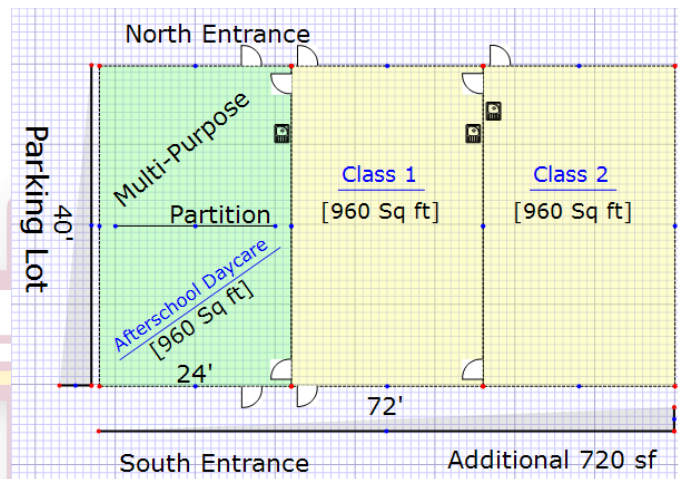 North Entrance
Parking Lot
40'
Multi-Purpose
Partition
Afterschool Daycare
[960 Sq ft]
24'
Class 1
[960 Sq ft]
Class 2
[960 Sq ft]
72'
South Entrance
Additional 720 sf